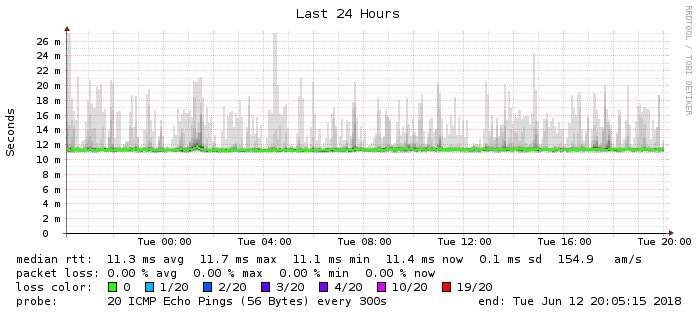 Last 24 Hours
RRDTOOL / TOBI OETIKER
Seconds
26 m
24 m
22 m
20 m
18 m
16 m
14 m
12 m
10 m
8 m
6 m
4 m
2 m
0
Tue 00:00 Tue 04:00 Tue 08:00 Tue 12:00 Tue 16:00 Tue 20:00
median rtt: 11.3 ms avg 11.7 ms max 11.1 ms min 11.4 ms now 0.1 ms sd 154.9 am/s
packet loss: 0.00 % avg 0.00 % max 0.00 % min 0.00 % now
loss color: 0 1/20 2/20 3/20 4/20 10/20 19/20
probe: 20 ICMP Echo Pings (56 Bytes) every 300s end: Tue Jun 12 20:05:15 2018